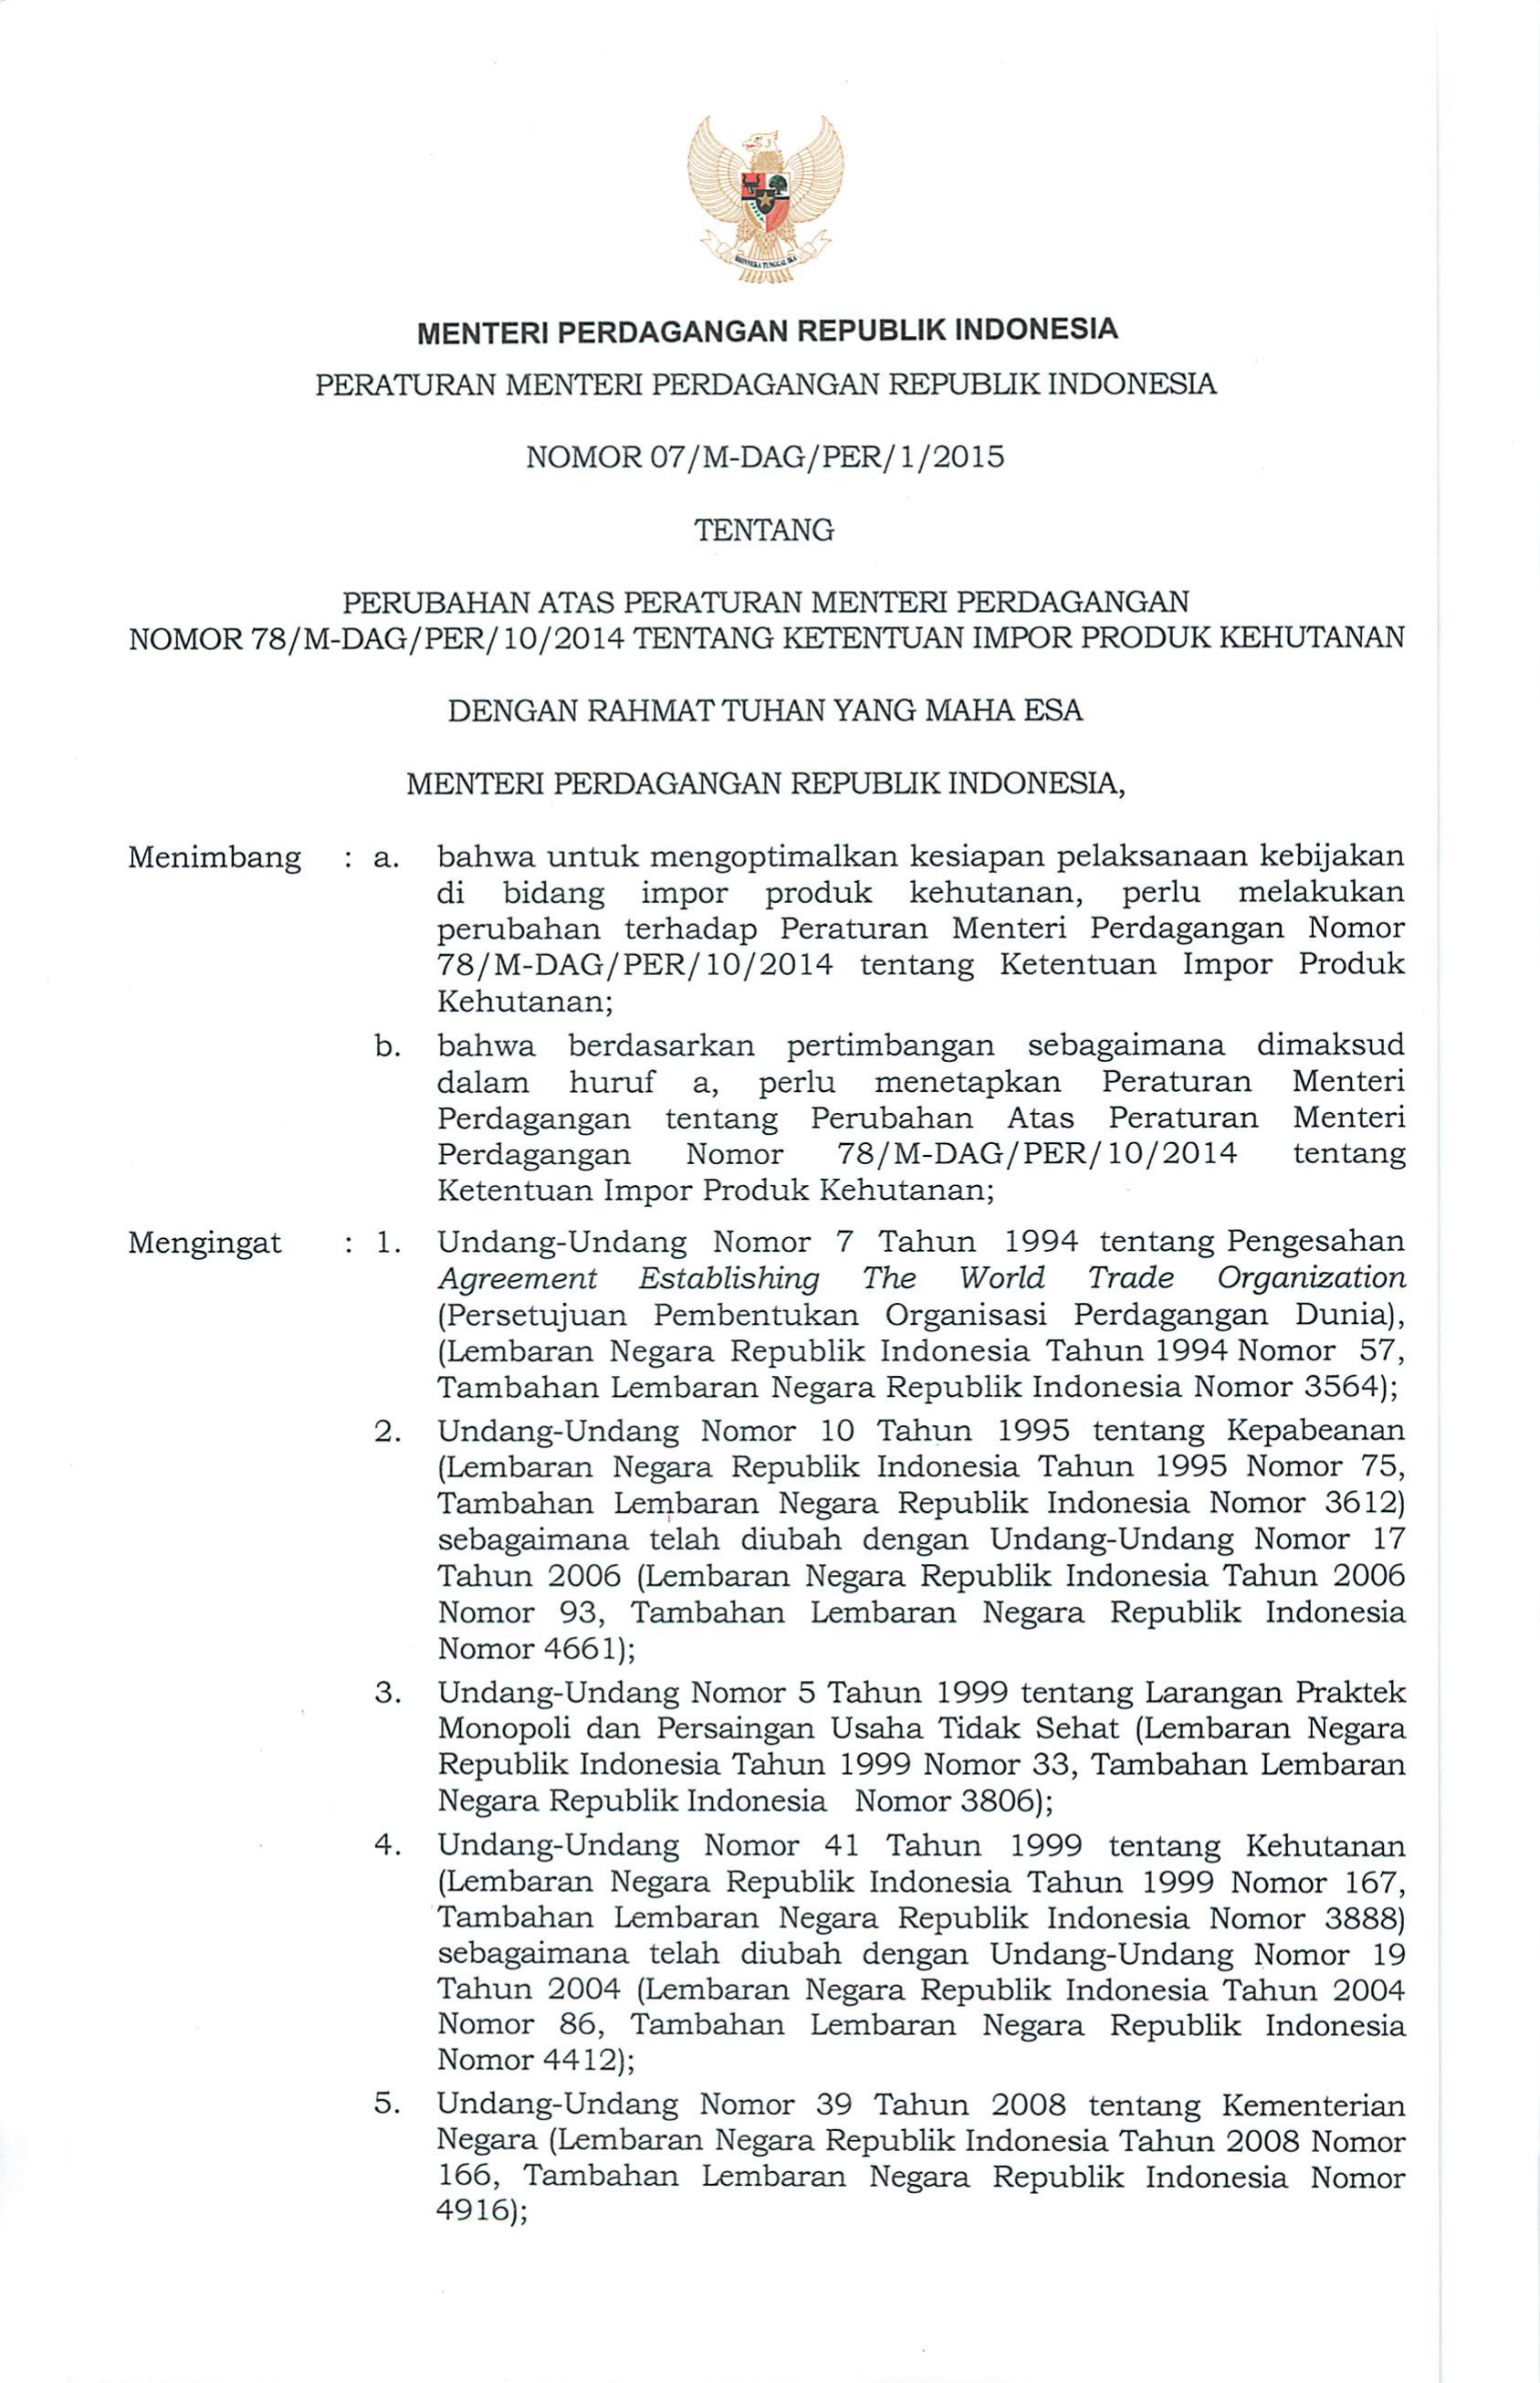 BHINNEKA TUNGGAL IKA
MENTERI PERDAGANGAN REPUBLIK INDONESIA
PERATURAN MENTERI PERDAGANGAN REPUBLIK INDONESIA
NOMOR 07/M-DAG/PER/1/2015
TENTANG
PERUBAHAN ATAS PERATURAN MENTERI PERDAGANGAN
NOMOR 78/M-DAG/PER/10/2014 TENTANG KETENTUAN IMPOR PRODUK KEHUTANAN
DENGAN RAHMAT TUHAN YANG MAHA ESA
MENTERI PERDAGANGAN REPUBLIK INDONESIA,
Menimbang : a. bahwa untuk mengoptimalkan kesiapan pelaksanaan kebijakan
di bidang impor produk kehutanan, perlu melakukan
perubahan terhadap Peraturan Menteri Perdagangan Nomor
78/M-DAG/PER/10/2014 tentang Ketentuan Impor Produk
Kehutanan;
b. bahwa berdasarkan pertimbangan sebagaimana dimaksud
dalam huruf a, perlu menetapkan Peraturan Menteri
Perdagangan tentang Perubahan Atas Peraturan Menteri
Perdagangan Nomor 78/M-DAG/PER/10/2014 tentang
Ketentuan Impor Produk Kehutanan;
Mengingat : 1. Undang-Undang Nomor 7 Tahun 1994 tentang Pengesahan
Agreement Establishing The World Trade Organization
(Persetujuan Pembentukan Organisasi Perdagangan Dunia),
(Lembaran Negara Republik Indonesia Tahun 1994 Nomor 57,
Tambahan Lembaran Negara Republik Indonesia Nomor 3564);
2. Undang-Undang Nomor 10 Tahun 1995 tentang Kepabeanan
(Lembaran Negara Republik Indonesia Tahun 1995 Nomor 75,
Tambahan Lembaran Negara Republik Indonesia Nomor 3612)
sebagaimana telah diubah dengan Undang-Undang Nomor 17
Tahun 2006 (Lembaran Negara Republik Indonesia Tahun 2006
Nomor 93, Tambahan Lembaran Negara Republik Indonesia
Nomor 4661);
3. Undang-Undang Nomor 5 Tahun 1999 tentang Larangan Praktek
Monopoli dan Persaingan Usaha Tidak Sehat (Lembaran Negara
Republik Indonesia Tahun 1999 Nomor 33, Tambahan Lembaran
Negara Republik Indonesia Nomor 3806);
4. Undang-Undang Nomor 41 Tahun 1999 tentang Kehutanan
(Lembaran Negara Republik Indonesia Tahun 1999 Nomor 167,
Tambahan Lembaran Negara Republik Indonesia Nomor 3888)
sebagaimana telah diubah dengan Undang-Undang Nomor 19
Tahun 2004 (Lembaran Negara Republik Indonesia Tahun 2004
Nomor 86, Tambahan Lembaran Negara Republik Indonesia
Nomor 4412);
5. Undang-Undang Nomor 39 Tahun 2008 tentang Kementerian
Negara (Lembaran Negara Republik Indonesia Tahun 2008 Nomor
166, Tambahan Lembaran Negara Republik Indonesia Nomor
4916);